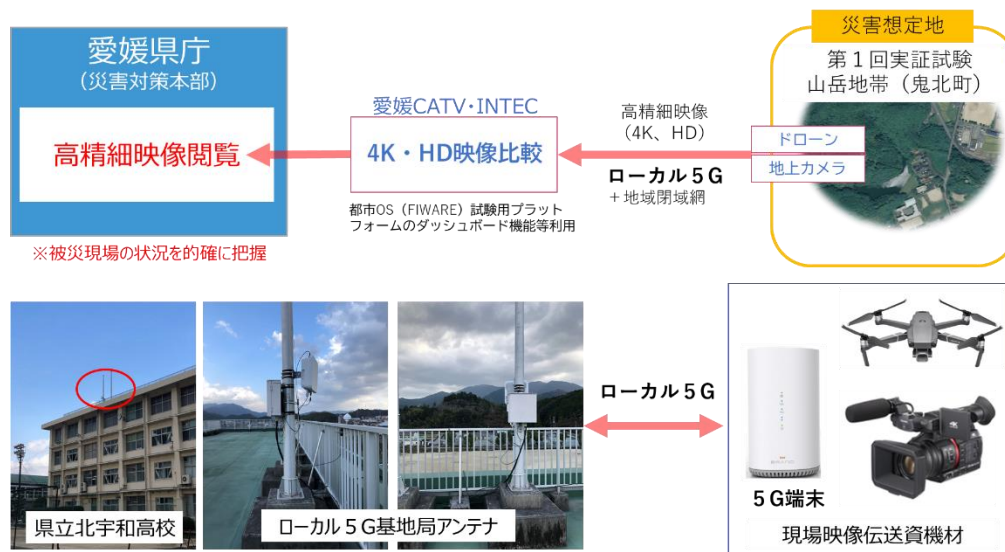 愛媛県庁
（災害対策本部）
高精細映像閲覧
※被災現場の状況を的確に把握
愛媛CATV・INTEC
4K・HD映像比較
都市OS（FIWARE）試験用プラット
フォームのダッシュボード機能等利用
高精細映像
（4K、HD）
ローカル５G
＋地域閉域網
災害想定地
第１回実証試験
山岳地帯（鬼北町）
ドローン
地上カメラ
県立北宇和高校
ローカル５G基地局アンテナ
ローカル５G
4K
５G端末
現場映像伝送資機材